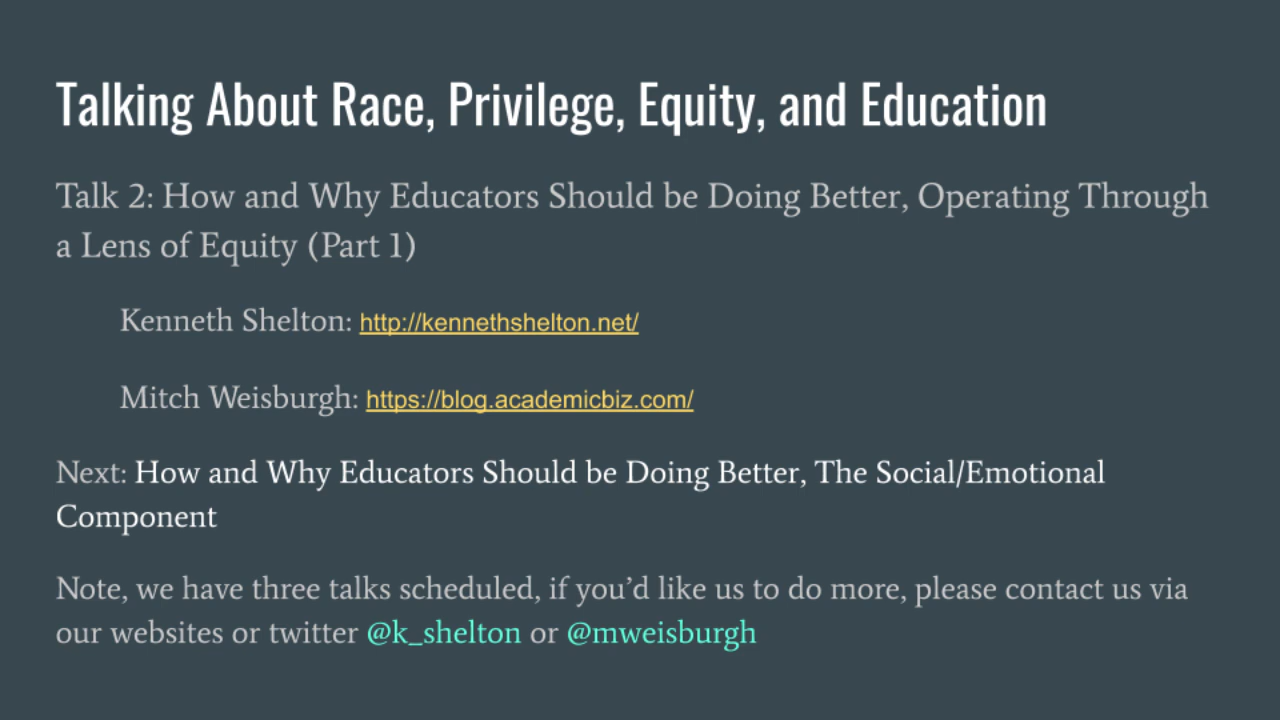 Talking About Race, Privilege, Equity, and Education
Talk 2: How and Why Educators Should be Doing Better, Operating Through
a Lens of Equity (Part 1)
Kenneth Shelton: http://kennethshelton.net/
Mitch Weisburgh: https://blog.academicbiz.com/
Next: How and Why Educators Should be Doing Better, The Social/Emotional
Component
Note, we have three talks scheduled, if you’d like us to do more, please contact us via
our websites or twitter @k_shelton or @mweisburgh